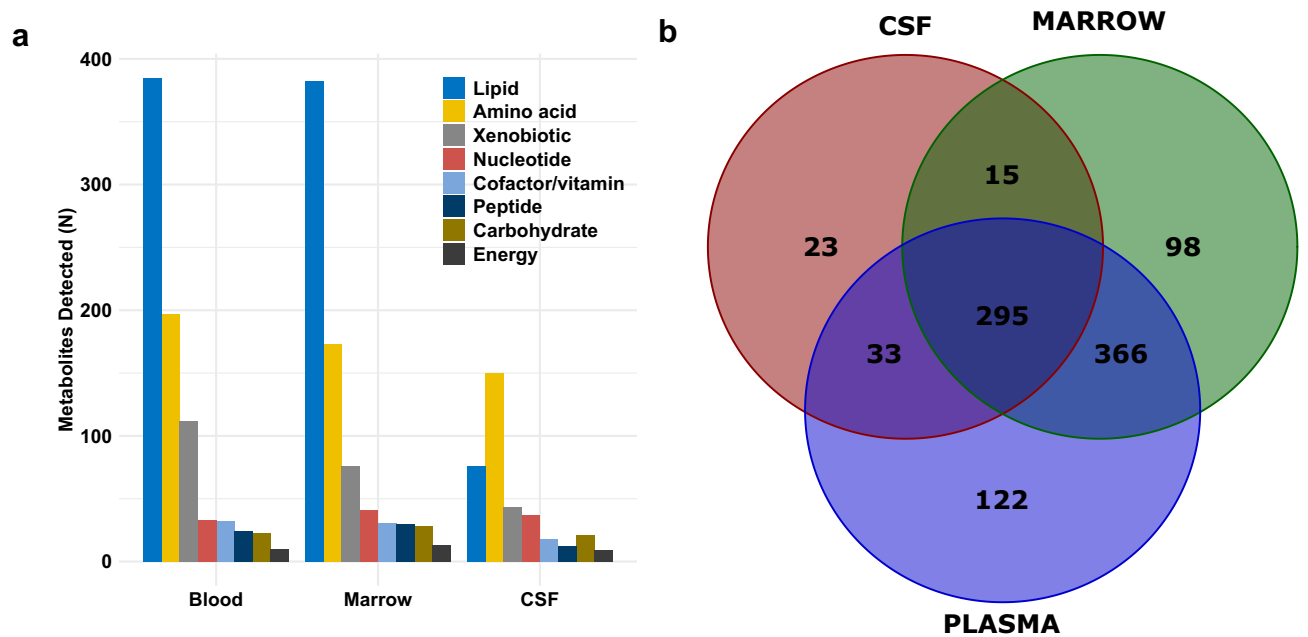 a
Metabolites Detected (N)
400
300
200
100
0
Lipid
Amino acid
Xenobiotic
Nucleotide
Cofactor/vitamin
Peptide
Carbohydrate
Energy
Blood
Marrow
CSF
b
CSF
MARROW
15
23
98
295
33
366
122
PLASMA